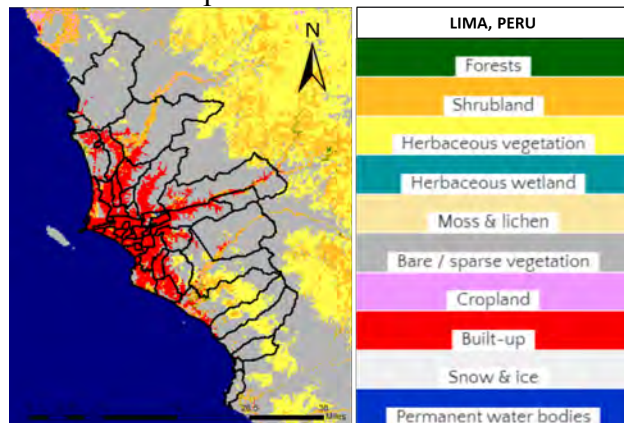 LIMA, PERU
N
Forests
Shrubland
Herbaceous vegetation
Herbaceous wetland
Moss & lichen
Bare / sparse vegetation
Cropland
Built-up
Snow & ice
Permanent water bodies
Miles